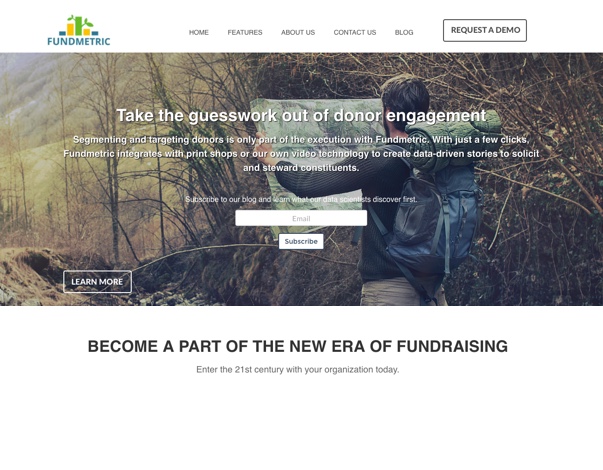 FUNDMETRIC
HOME FEATURES ABOUT US CONTACT US BLOG REQUEST A DEMO
Take the guesswork out of donor engagement
Segmenting and targeting donors is only part of the execution with Fundmetric. With just a few clicks,
Fundmetric integrates with print shops or our own video technology to create data-driven stories to solicit
and steward constituents.
Subscribe to our blog and learn what our data scientists discover first.
Email
Subscribe
LEARN MORE
BECOME A PART OF THE NEW ERA OF FUNDRAISING
Enter the 21st century with your organization today.